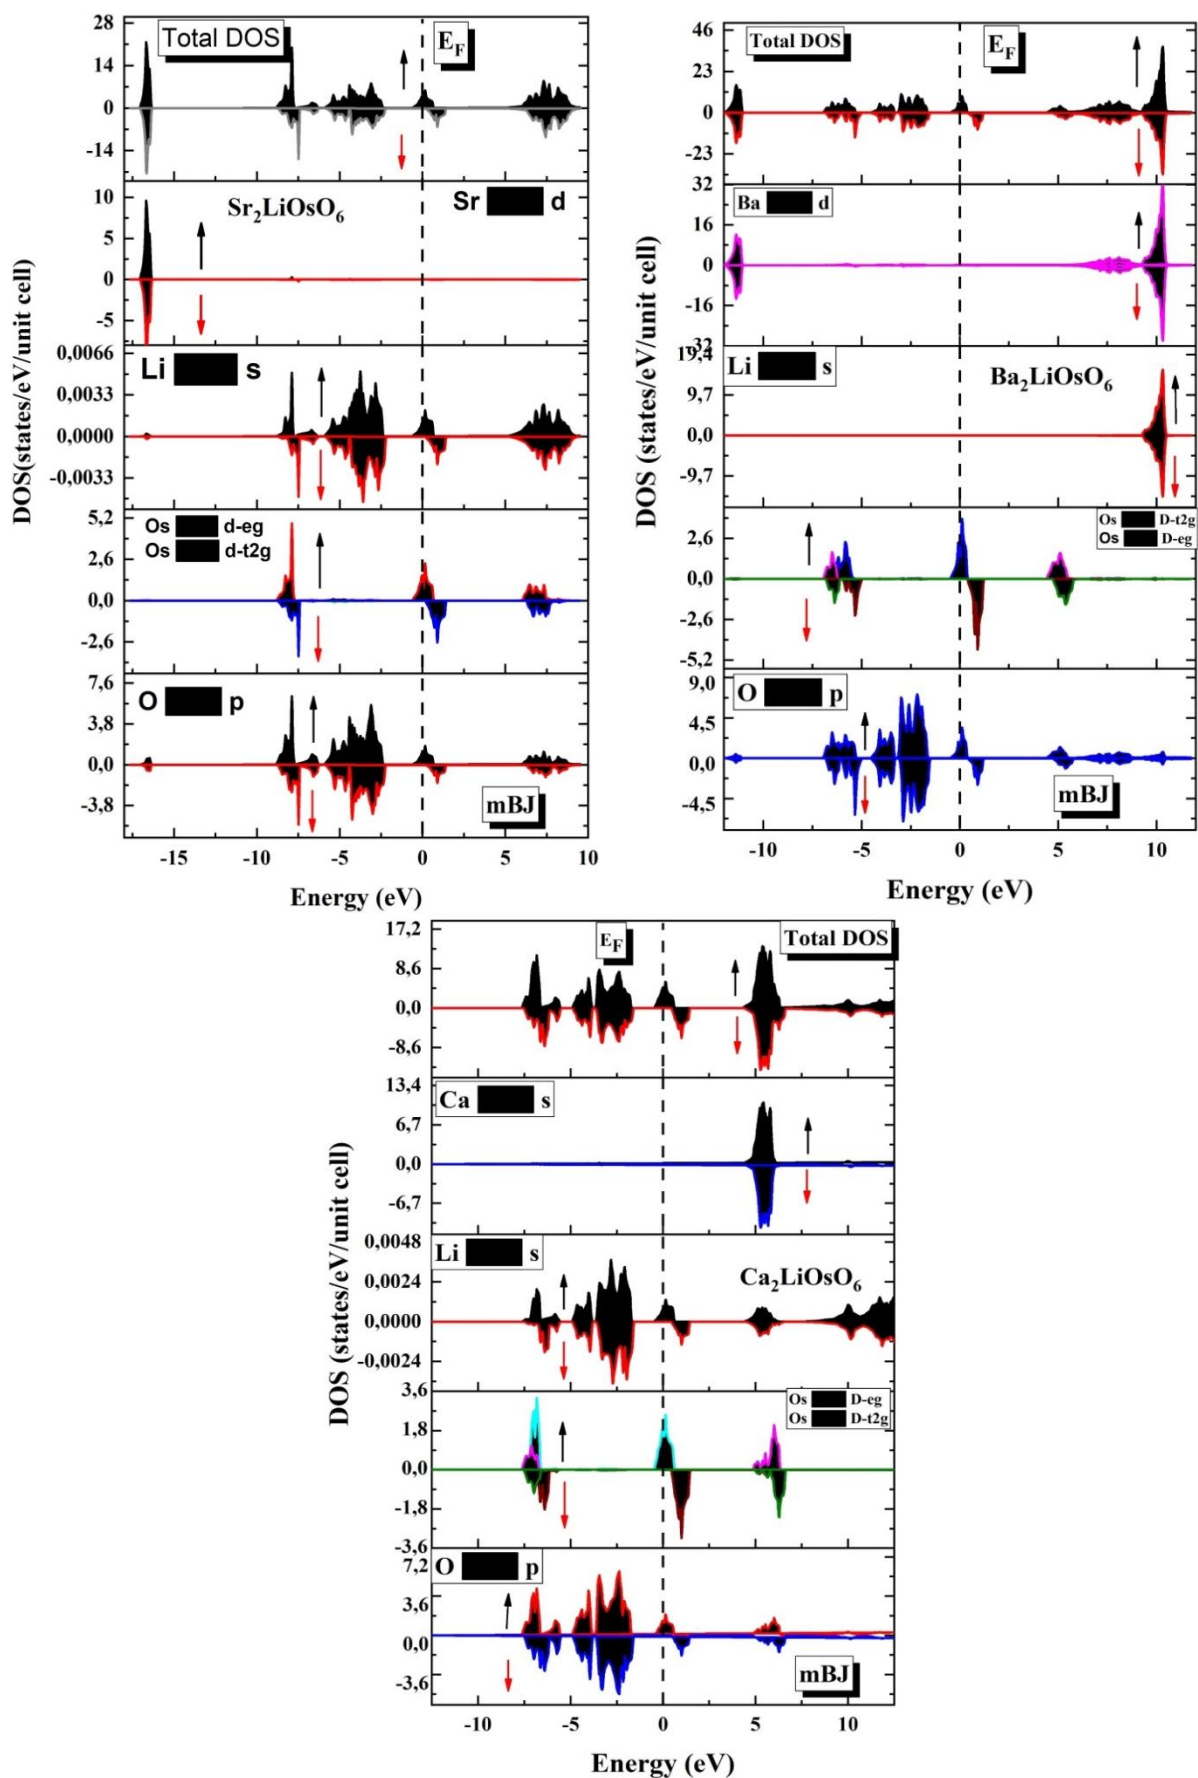 Total DOS
E_F
28
14
0
-14
DOS(states/eV/unit cell)
Sr₂LiOsO₆
Sr d
10
5
0
-5
Li s
0,0066
0,0033
0,0000
-0,0033
Os d-eg
Os d-t2g
5,2
2,6
0,0
-2,6
O p
7,6
3,8
0,0
-3,8
mBJ
-15 -10 -5 0 5 10
Energy (eV)
Total DOS
E_F
46
23
0
-23
32
DOS (states/eV/unit cell)
Ba d
32
16
0
-16
-32
Li s
Ba₂LiOsO₆
19,4
9,7
0,0
-9,7
Os D-t2g
Os D-eg
2,6
0,0
-2,6
-5,2
O p
9,0
4,5
0,0
-4,5
mBJ
-10 -5 0 5 10
Energy (eV)
E_F
Total DOS
17,2
8,6
0,0
-8,6
DOS (states/eV/unit cell)
Ca s
13,4
6,7
0,0
-6,7
Li s
Ca₂LiOsO₆
0,0048
0,0024
0,0000
-0,0024
Os D-eg
Os D-t2g
3,6
1,8
0,0
-1,8
-3,6
O p
7,2
3,6
0,0
-3,6
mBJ
-10 -5 0 5 10
Energy (eV)